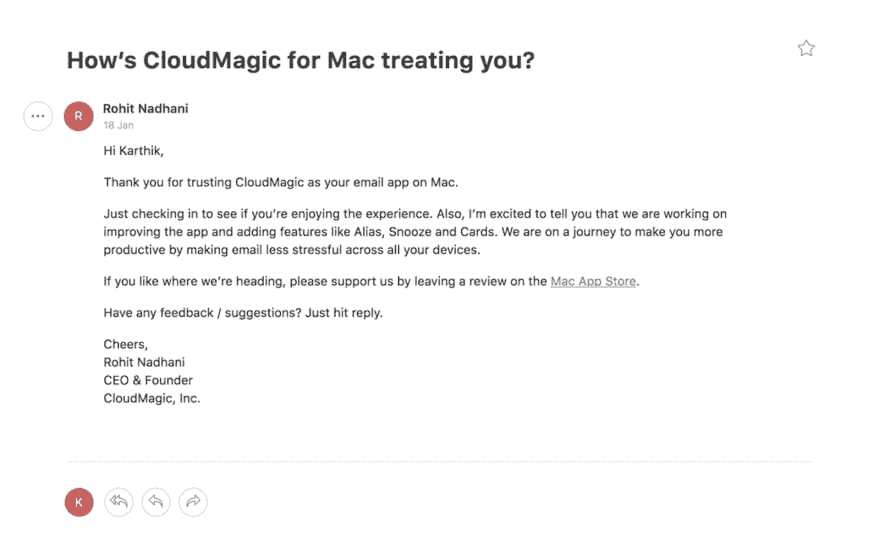 How's CloudMagic for Mac treating you?
R
Rohit Nadhani
18 Jan
Hi Karthik,
Thank you for trusting CloudMagic as your email app on Mac.
Just checking in to see if you're enjoying the experience. Also, I'm excited to tell you that we are working on
improving the app and adding features like Alias, Snooze and Cards. We are on a journey to make you more
productive by making email less stressful across all your devices.
If you like where we're heading, please support us by leaving a review on the Mac App Store.
Have any feedback / suggestions? Just hit reply.
Cheers,
Rohit Nadhani
CEO & Founder
CloudMagic, Inc.
K